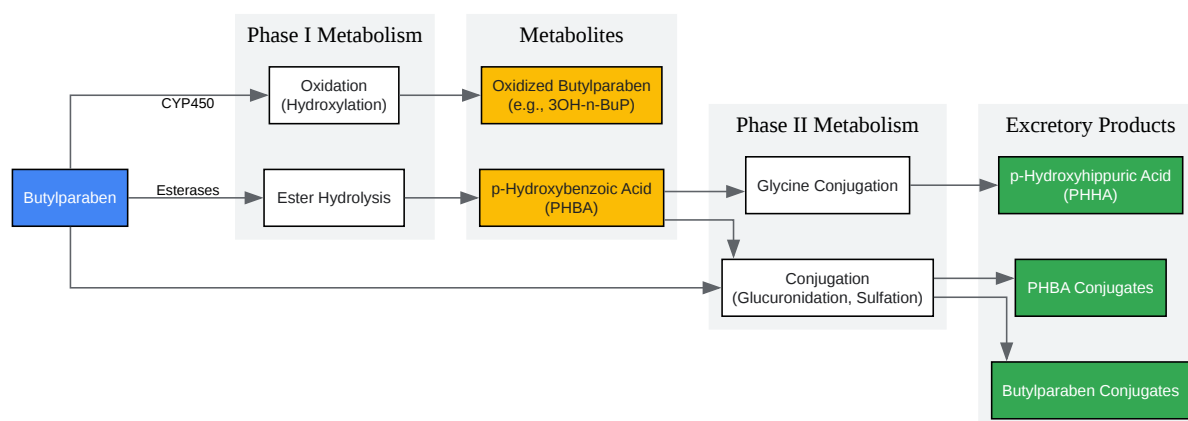 Phase I Metabolism
Metabolites
Oxidation
(Hydroxylation)
Oxidized Butylparaben
(e.g., 3OH-n-BuP)
CYP450
Phase II Metabolism
Excretory Products
Butylparaben
Esterases
Ester Hydrolysis
p-Hydroxybenzoic Acid
(PHBA)
Glycine Conjugation
p-Hydroxyhippuric Acid
(PHHA)
Conjugation
(Glucuronidation, Sulfation)
PHBA Conjugates
Butylparaben Conjugates